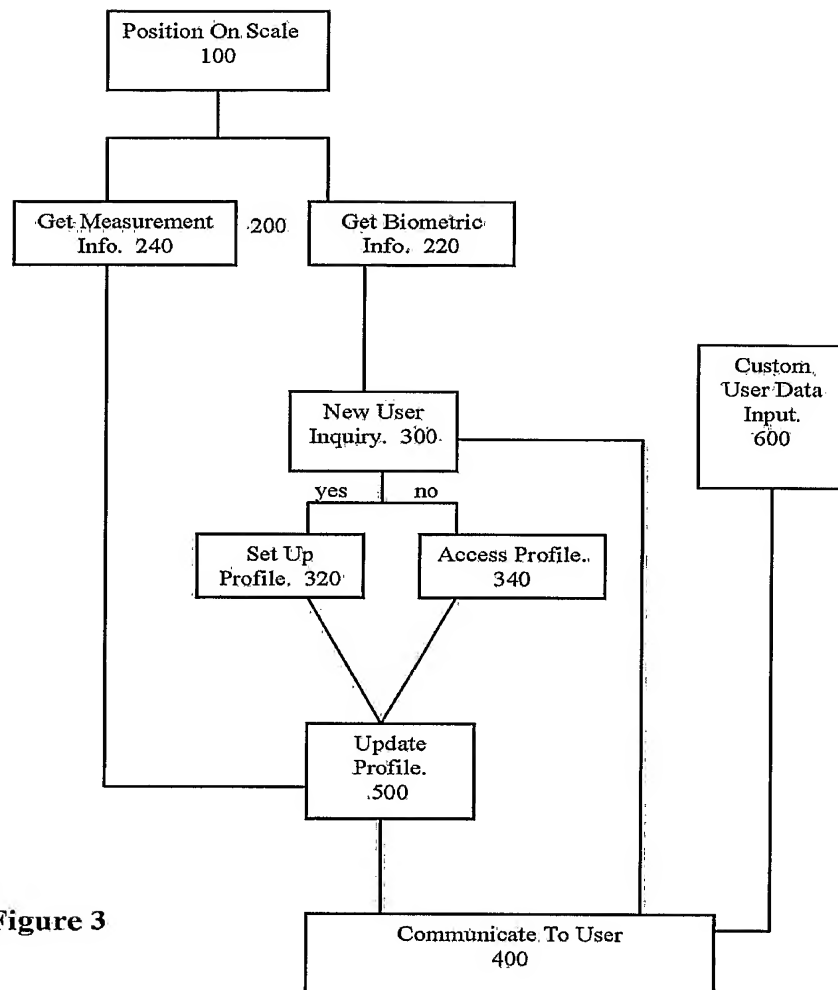 Position On Scale
100
Get Measurement
Info. 240
200
Get Biometric
Info. 220
Custom
User Data
Input.
600
New User
Inquiry. 300
yes
no
Set Up
Profile. 320
Access Profile.
340
Update
Profile.
500
Figure 3
Communicate To User
400